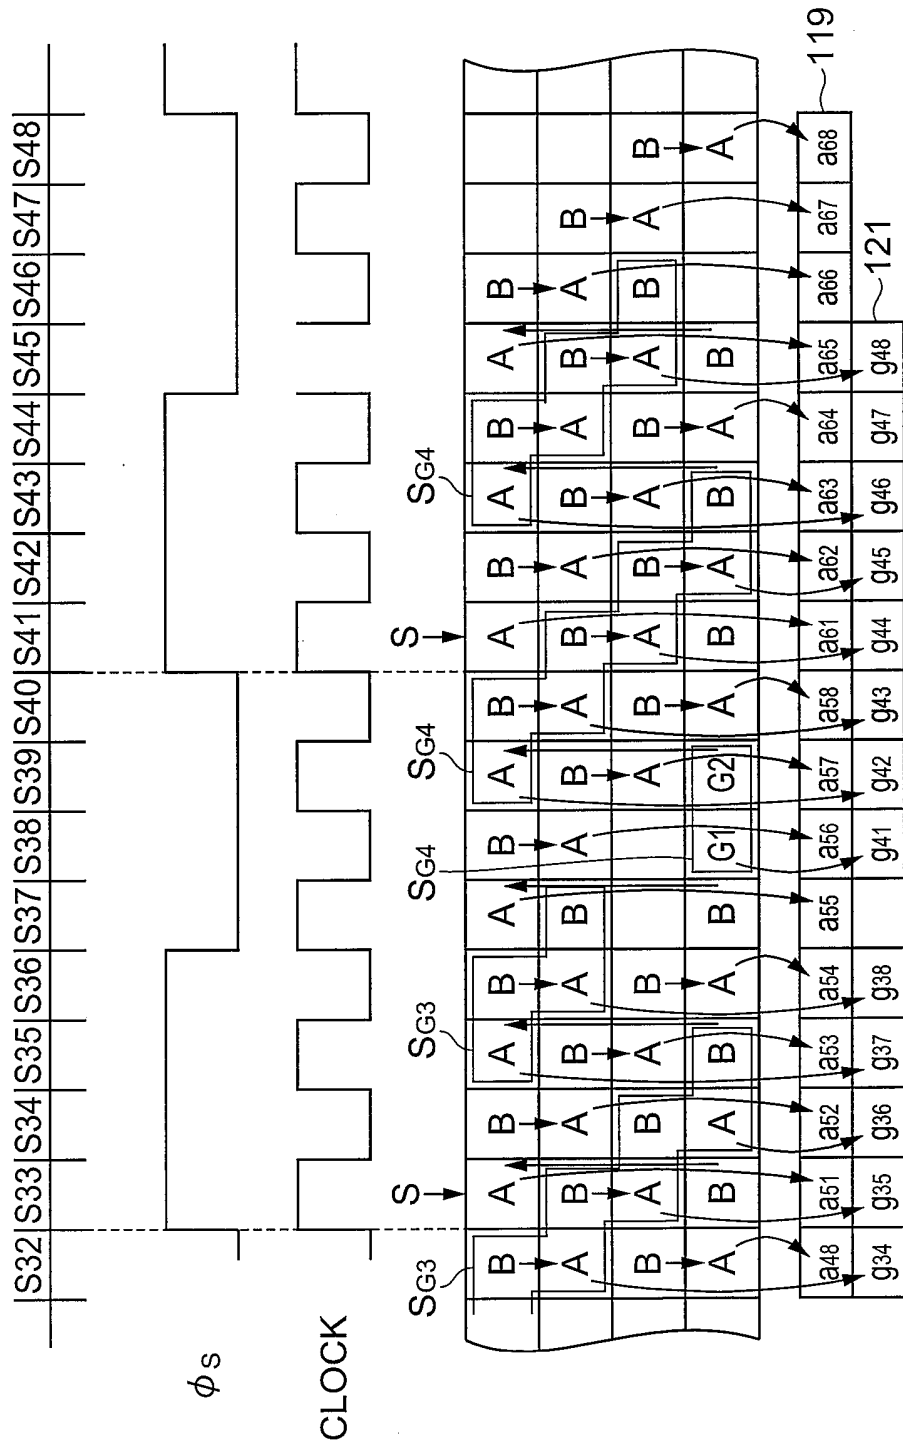 S32 S33 S34 S35 S36 S37 S38 S39 S40 S41 S42 S43 S44 S45 S46 S47 S48
ϕS
CLOCK
SG3 S SG3 SG4 SG4 S SG4
B A B A B A B A B A B A B A B
A B A B A B A B A B A B A B A B
B A B A B A B A B A B A B A B
A B A B A B G1 G2 A B A B A B A
a48 a51 a52 a53 a54 a55 a56 a57 a58 a61 a62 a63 a64 a65 a66 a67 a68 119
g34 g35 g36 g37 g38 g41 g42 g43 g44 g45 g46 g47 g48 121